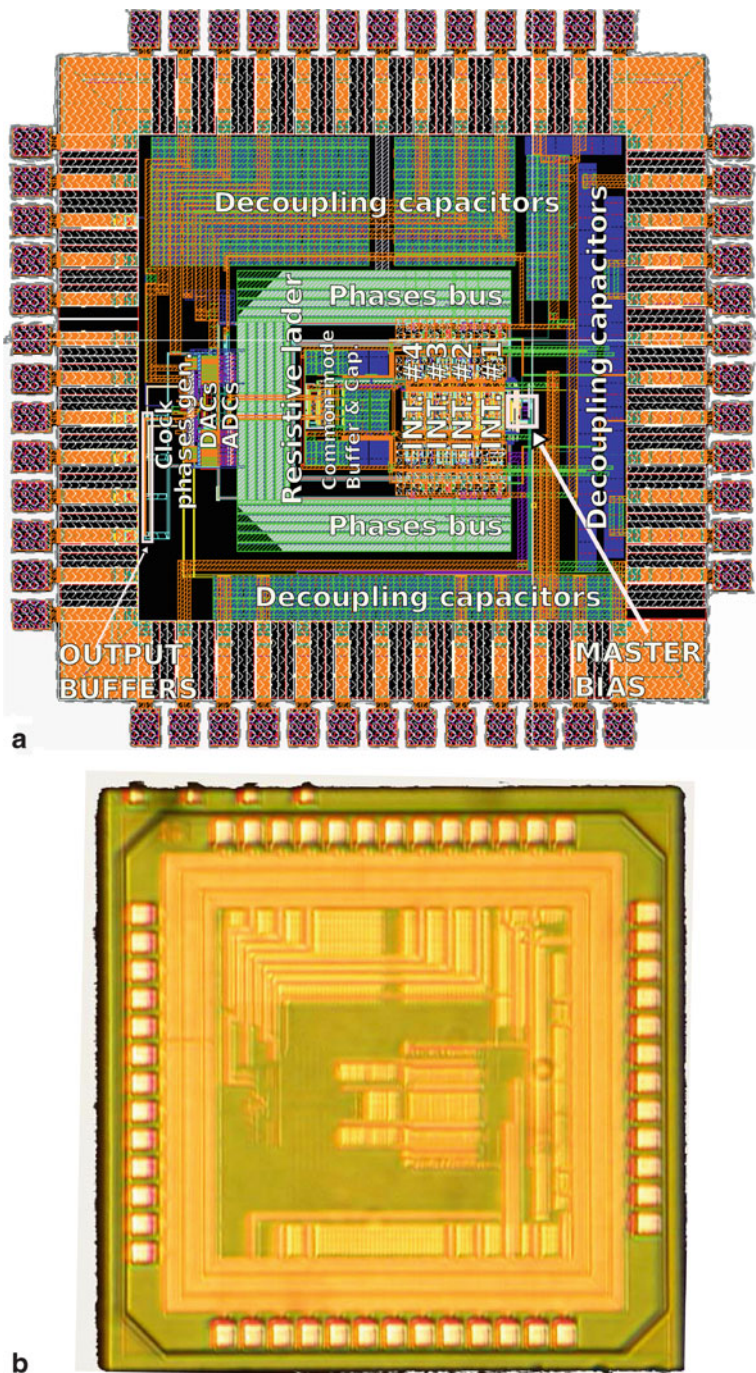 Decoupling capacitors
Phases bus
Decoupling capacitors
Clock
phases gen.
DACs
ADCs
Resistive lader
Common-mode
Buffer & Cap.
INT. #4
INT. #3
INT. #2
INT. #1
Phases bus
Decoupling capacitors
OUTPUT
BUFFERS
MASTER
BIAS
a
b